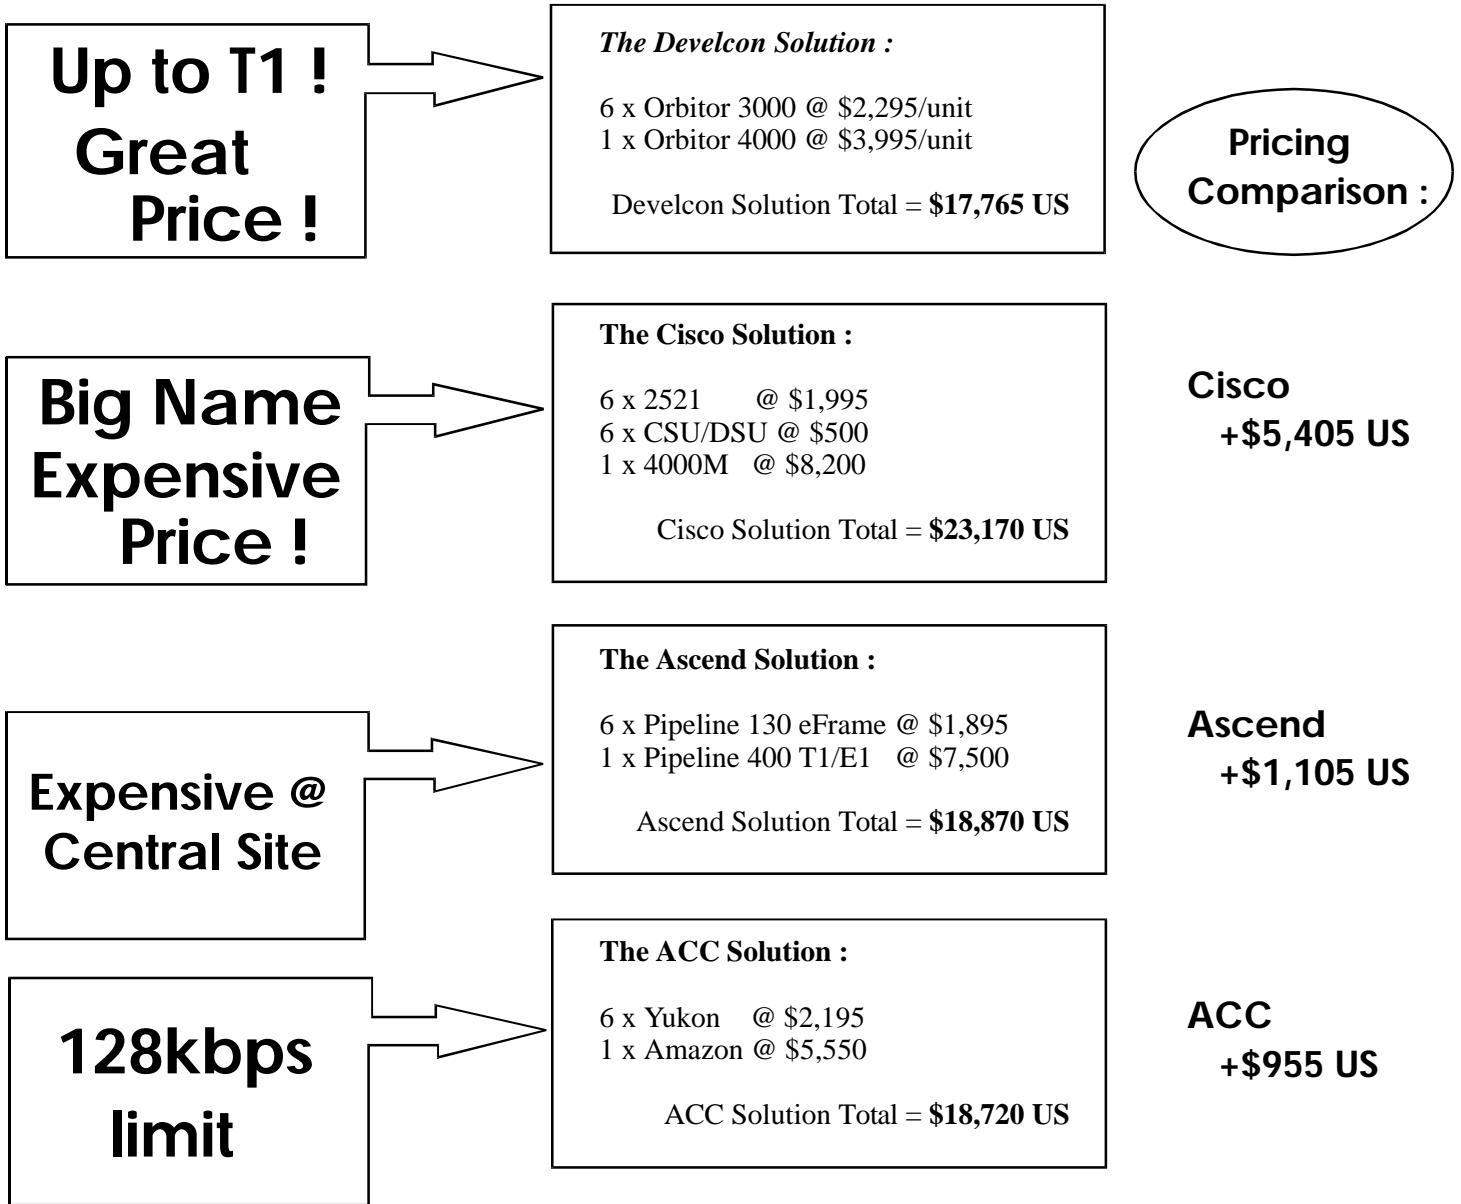 Up to T1 !
Great
Price !
The Develcon Solution :
6 x Orbitor 3000 @ $2,295/unit
1 x Orbitor 4000 @ $3,995/unit
Develcon Solution Total = $17,765 US
Pricing
Comparison :
Big Name
Expensive
Price !
The Cisco Solution :
6 x 2521 @ $1,995
6 x CSU/DSU @ $500
1 x 4000M @ $8,200
Cisco Solution Total = $23,170 US
Cisco
+$5,405 US
Expensive @
Central Site
The Ascend Solution :
6 x Pipeline 130 eFrame @ $1,895
1 x Pipeline 400 T1/E1 @ $7,500
Ascend Solution Total = $18,870 US
Ascend
+$1,105 US
128kbps
limit
The ACC Solution :
6 x Yukon @ $2,195
1 x Amazon @ $5,550
ACC Solution Total = $18,720 US
ACC
+$955 US